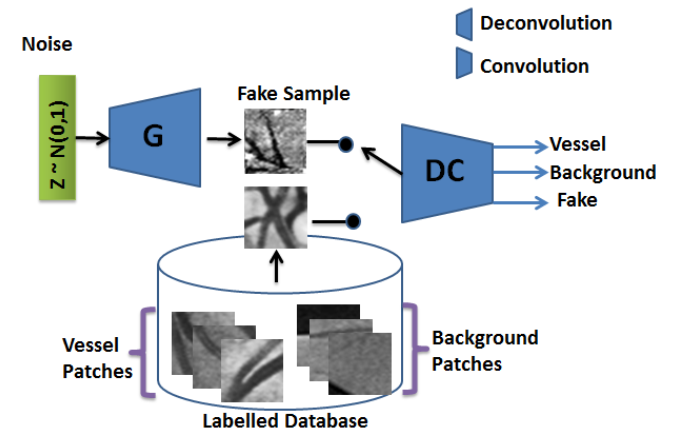 Deconvolution
Convolution
Noise
Z ~ N(0,1)
G
Fake Sample
DC
Vessel
Background
Fake
Vessel
Patches
Background
Patches
Labelled Database